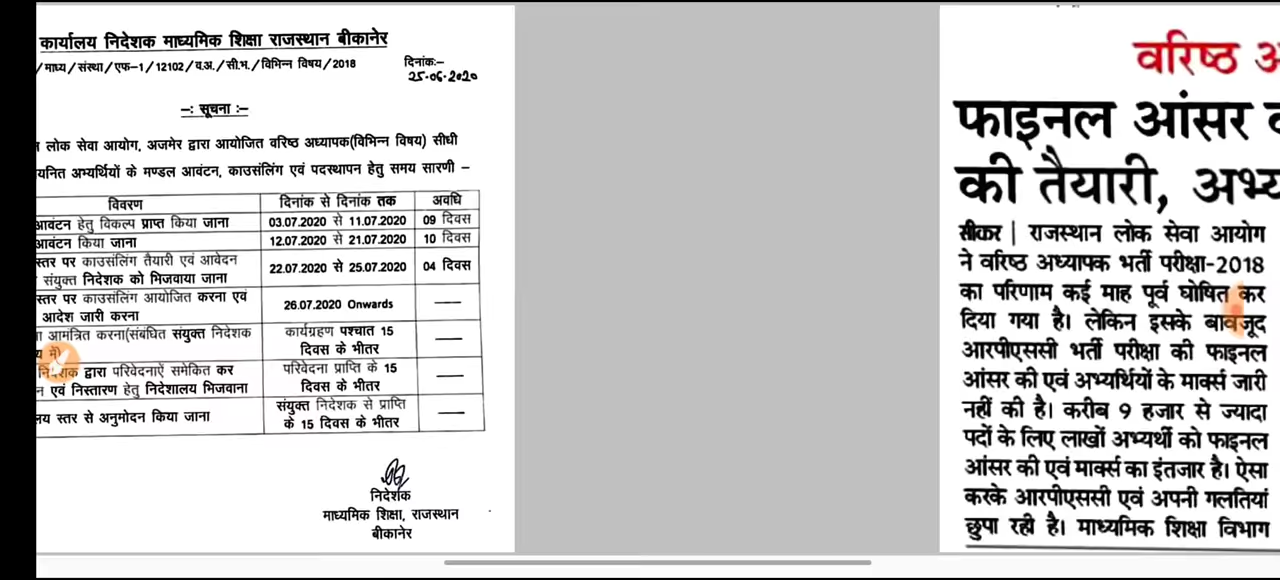 कार्यालय निदेशक माध्यमिक शिक्षा राजस्थान बीकानेर
/माध्य/संस्था/एफ-1/12102/व.अ./सी.भ./विभिन्न विषय/2018 दिनांक:–
25-06-2020
–: सूचना :–
लोक सेवा आयोग, अजमेर द्वारा आयोजित वरिष्ठ अध्यापक(विभिन्न विषय) सीधी
अभ्यर्थियों के मण्डल आवंटन, काउंसलिंग एवं पदस्थापन हेतु समय सारणी –
विवरण दिनांक से दिनांक तक अवधि
आवंटन हेतु विकल्प प्राप्त किया जाना 03.07.2020 से 11.07.2020 09 दिवस
आवंटन किया जाना 12.07.2020 से 21.07.2020 10 दिवस
स्तर पर काउसंलिंग तैयारी एवं आवेदन
संयुक्त निदेशक को भिजवाया जाना 22.07.2020 से 25.07.2020 04 दिवस
स्तर पर काउसंलिंग आयोजित करना एवं
आदेश जारी करना 26.07.2020 Onwards ——
आमंत्रित करना(संबंधित संयुक्त निदेशक कार्यग्रहण पश्चात 15
में) दिवस के भीतर ——
द्वारा परिवेदनाऐं समेकित कर परिवेदना प्राप्ति के 15
एवं निस्तारण हेतु निदेशालय भिजवाना दिवस के भीतर ——
स्तर से अनुमोदन किया जाना संयुक्त निदेशक से प्राप्ति
के 15 दिवस के भीतर ——
निदेशक
माध्यमिक शिक्षा, राजस्थान
बीकानेर
वरिष्ठ
फाइनल आंसर
की तैयारी,
सीकर | राजस्थान लोक सेवा आयोग
ने वरिष्ठ अध्यापक भर्ती परीक्षा-2018
का परिणाम कई माह पूर्व घोषित कर
दिया गया है। लेकिन इसके बावजूद
आरपीएससी भर्ती परीक्षा की फाइनल
आंसर की एवं अभ्यर्थियों के मार्क्स जारी
नहीं की है। करीब 9 हजार से ज्यादा
पदों के लिए लाखों अभ्यर्थी को फाइनल
आंसर की एवं मार्क्स का इंतजार है। ऐसा
करके आरपीएससी एवं अपनी गलतियां
छुपा रही है। माध्यमिक शिक्षा विभाग